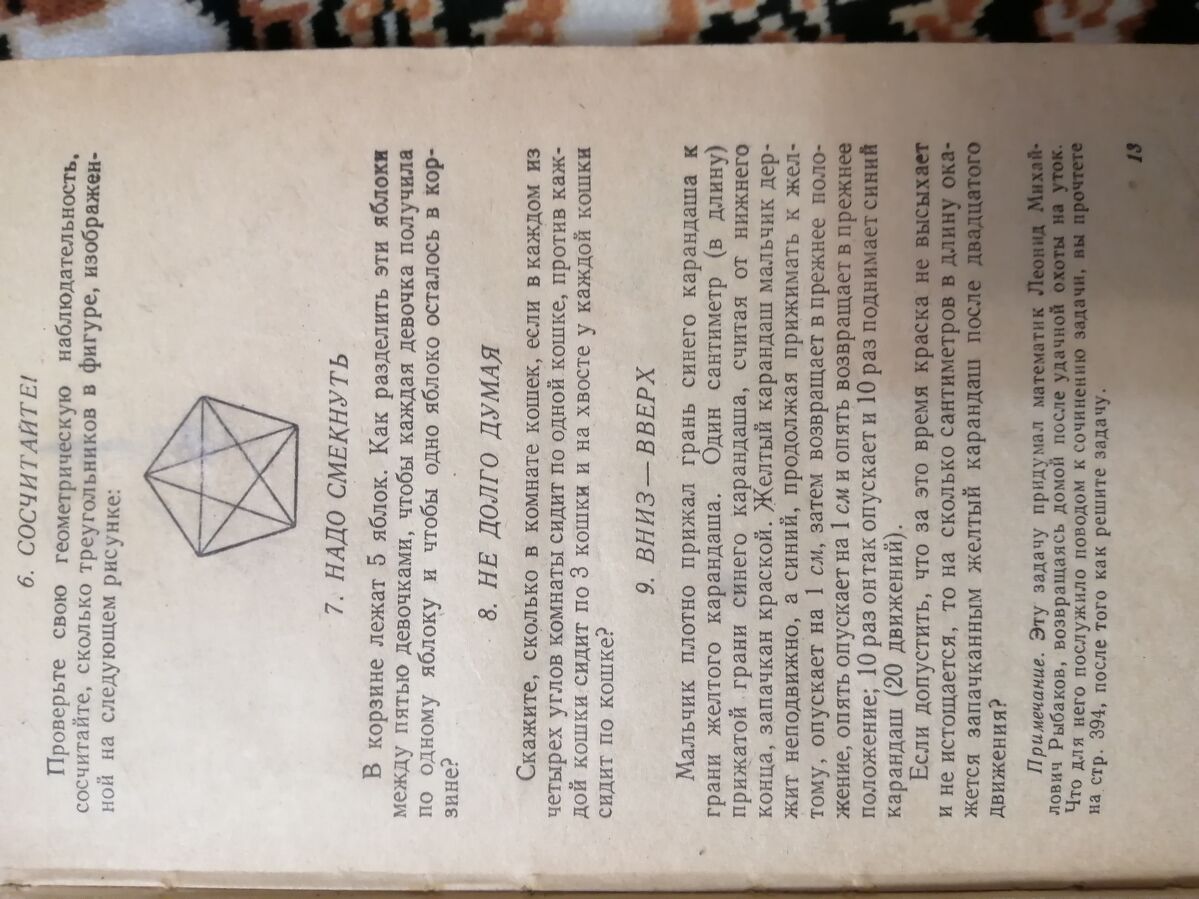 6. СОСЧИТАЙТЕ!
Проверьте свою геометрическую наблюдательность,
сосчитайте, сколько треугольников в фигуре, изображен-
ной на следующем рисунке:
7. НАДО СМЕКНУТЬ
В корзине лежат 5 яблок. Как разделить эти яблоки
между пятью девочками, чтобы каждая девочка получила
по одному яблоку и чтобы одно яблоко осталось в кор-
зине?
8. НЕ ДОЛГО ДУМАЯ
Скажите, сколько в комнате кошек, если в каждом из
четырех углов комнаты сидит по одной кошке, против каж-
дой кошки сидит по 3 кошки и на хвосте у каждой кошки
сидит по кошке?
9. ВНИЗ — ВВЕРХ
Мальчик плотно прижал грань синего карандаша к
грани желтого карандаша. Один сантиметр (в длину)
прижатой грани синего карандаша, считая от нижнего
конца, запачкан краской. Желтый карандаш мальчик дер-
жит неподвижно, а синий, продолжая прижимать к жел-
тому, опускает на 1 см, затем возвращает в прежнее поло-
жение, опять опускает на 1 см и опять возвращает в прежнее
положение; 10 раз он так опускает и 10 раз поднимает синий
карандаш (20 движений).
Если допустить, что за это время краска не высыхает
и не истощается, то на сколько сантиметров в длину ока-
жется запачканным желтый карандаш после двадцатого
движения?
Примечание. Эту задачу придумал математик Леонид Михай-
лович Рыбаков, возвращаясь домой после удачной охоты на уток.
Что для него послужило поводом к сочинению задачи, вы прочтете
на стр. 394, после того как решите задачу.
13